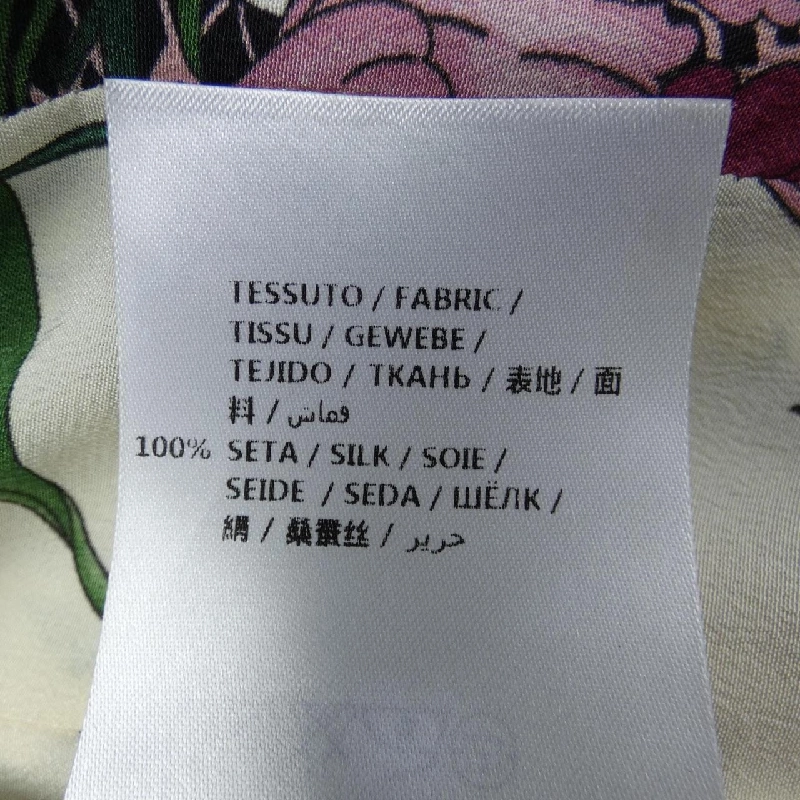 TESSUTO / FABRIC /
TISSU / GEWEBE /
TEJIDO / ТКАНЬ / 表地 / 面
料 / قماش
100% SETA / SILK / SOIE /
SEIDE / SEDA / ШЁЛК /
絹 / 桑蚕丝 / حرير